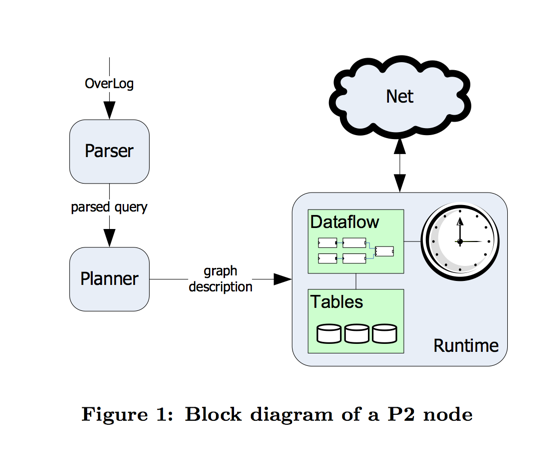 OverLog
Parser
parsed query
Planner
graph
description
Net
Dataflow
Tables
Runtime
Figure 1: Block diagram of a P2 node